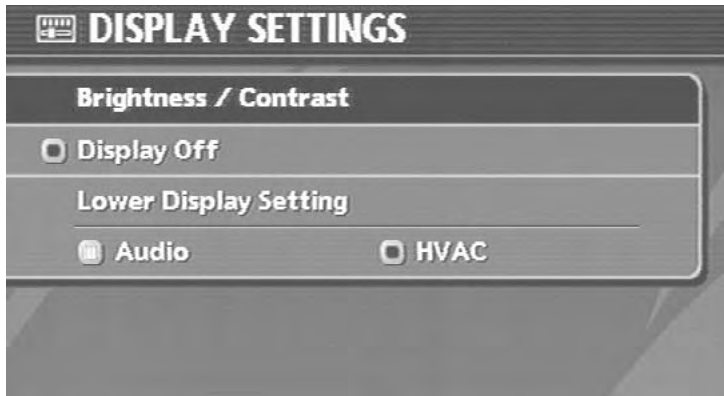 DISPLAY SETTINGS
Brightness / Contrast
Display Off
Lower Display Setting
Audio HVAC